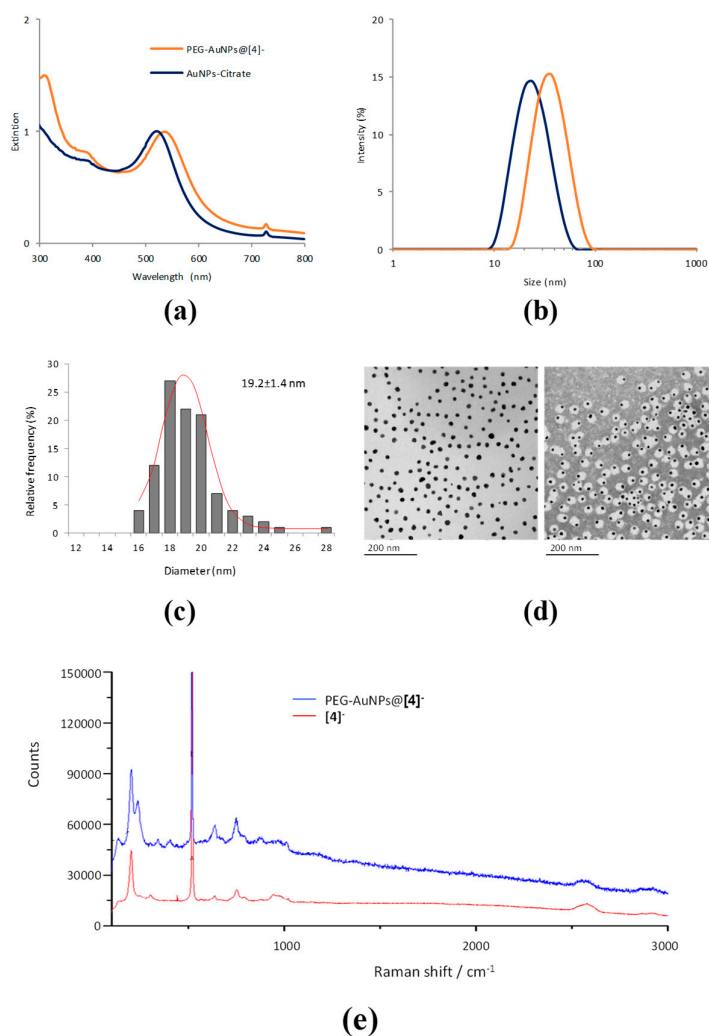 2
1
0
Extintion
PEG-AuNPs@[4]-
AuNPs-Citrate
300 400 500 600 700 800
Wavelength (nm)
(a)
20
15
10
5
0
Intensity (%)
1 10 100 1000
Size (nm)
(b)
30
25
20
15
10
5
0
Relative frequency (%)
19.2±1.4 nm
12 14 16 18 20 22 24 26 28
Diameter (nm)
(c)
200 nm
200 nm
(d)
150000
120000
90000
60000
30000
0
Counts
PEG-AuNPs@[4]-
[4]-
1000 2000 3000
Raman shift / cm-1
(e)